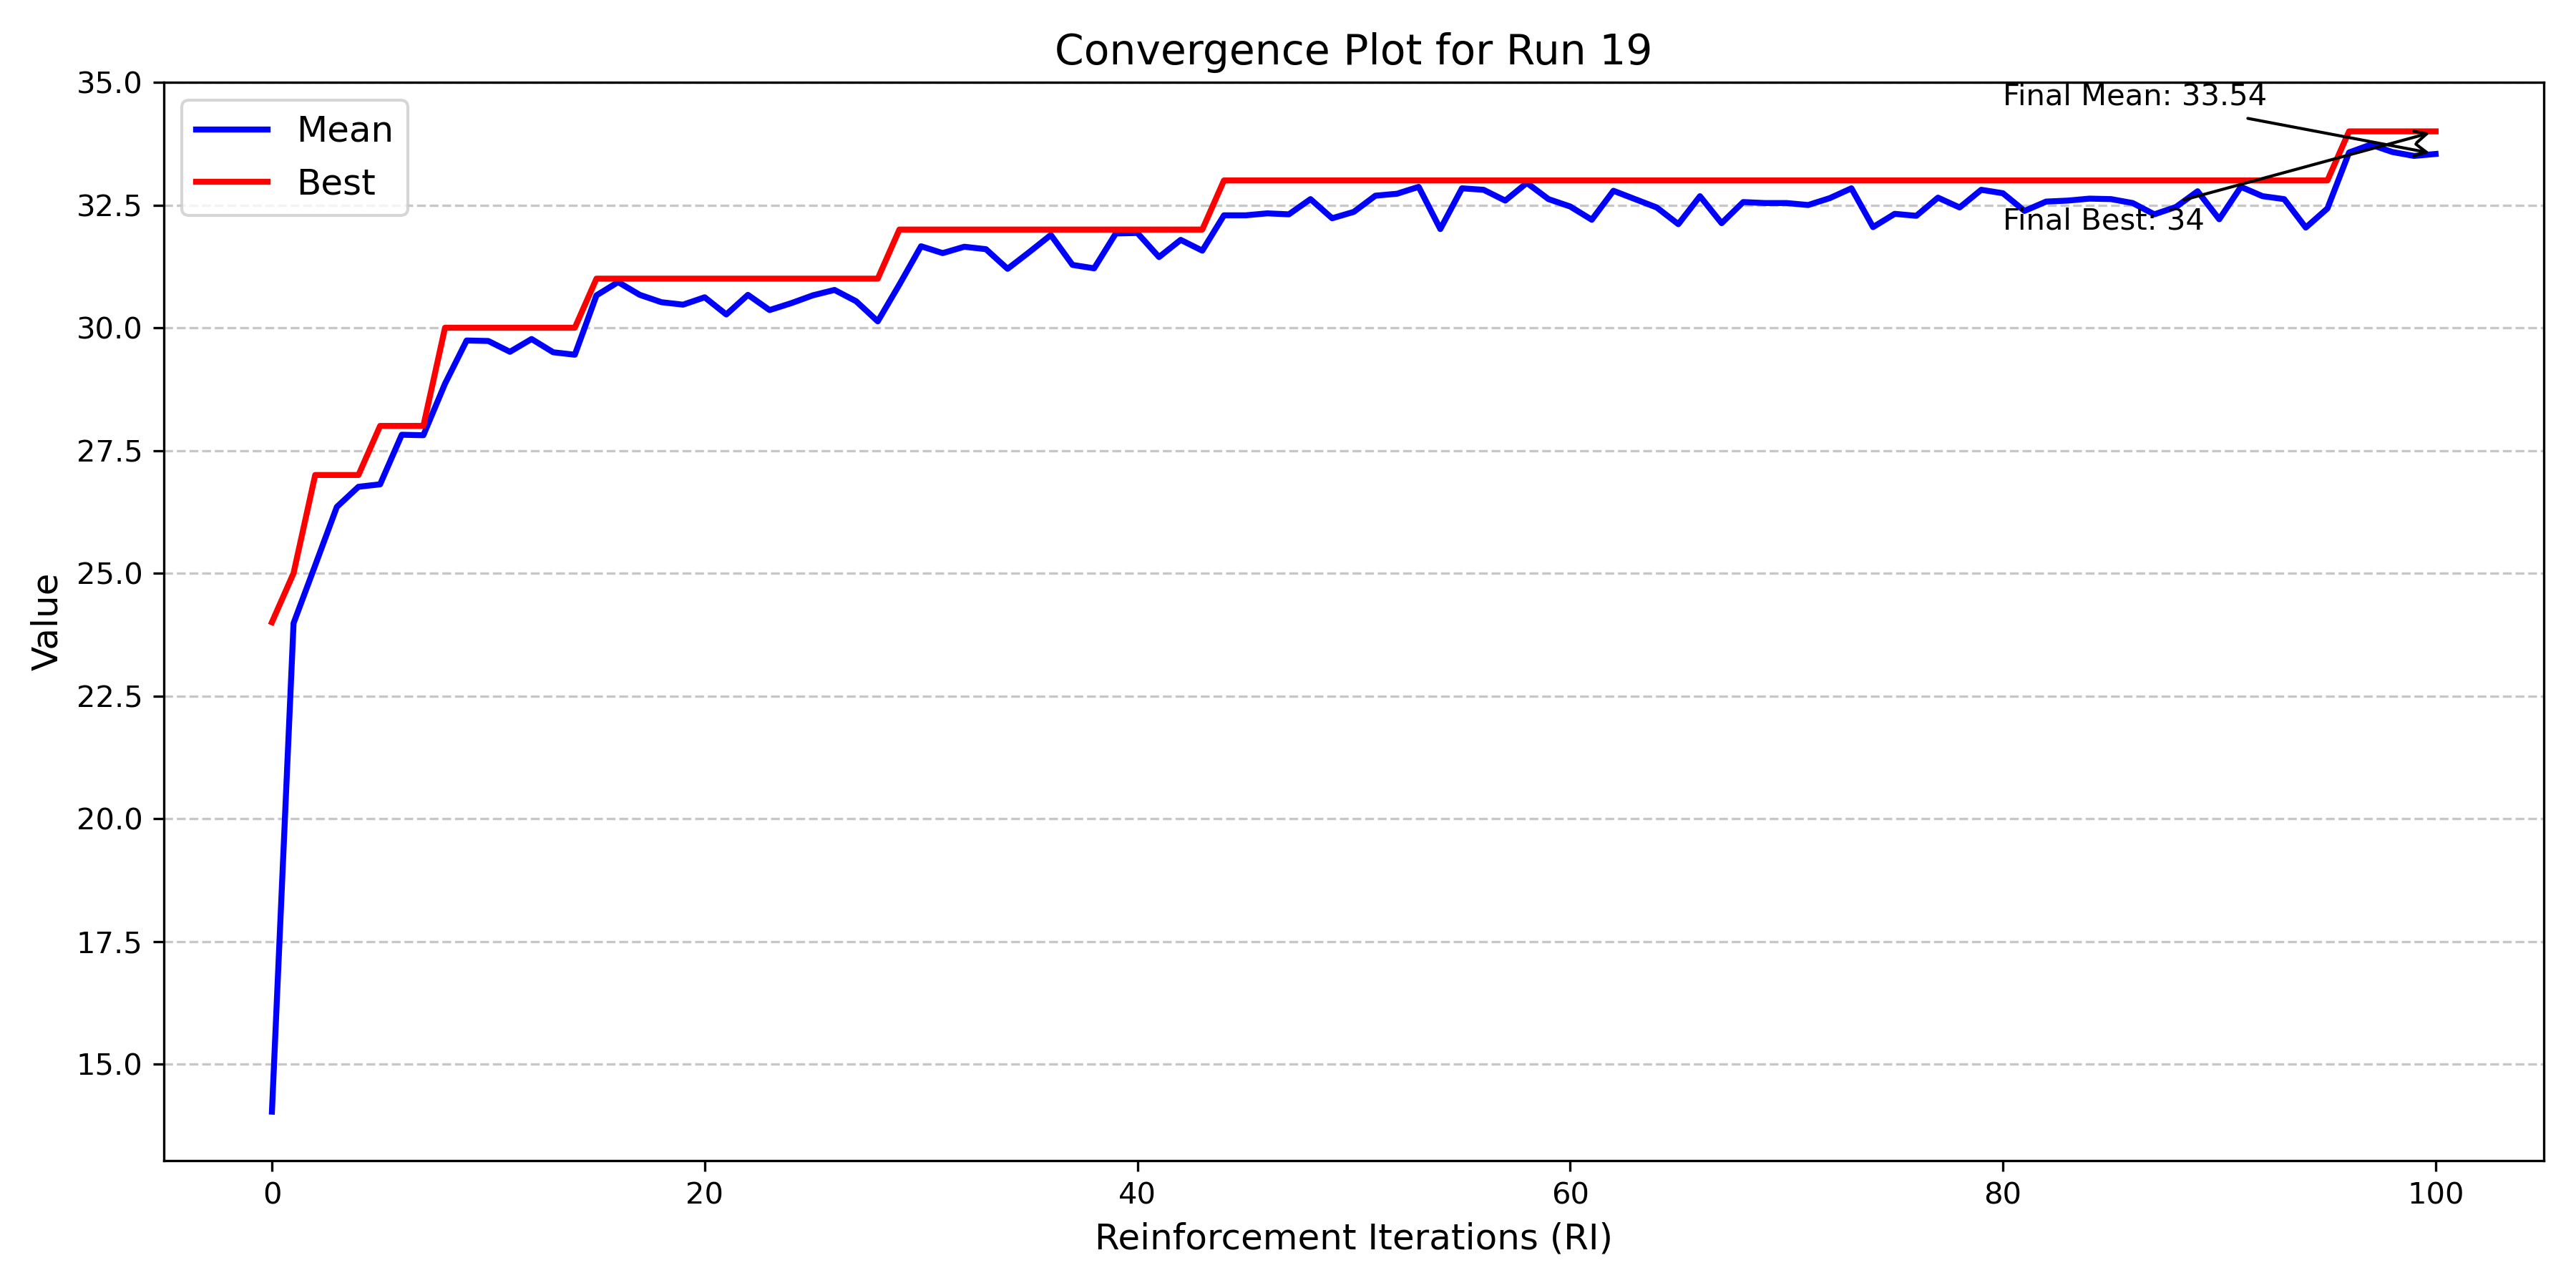 Convergence Plot for Run 19
35.0
32.5
30.0
27.5
25.0
22.5
20.0
17.5
15.0
Value
Mean
Best
Final Mean: 33.54
Final Best: 34
0
20
40
60
80
100
Reinforcement Iterations (RI)